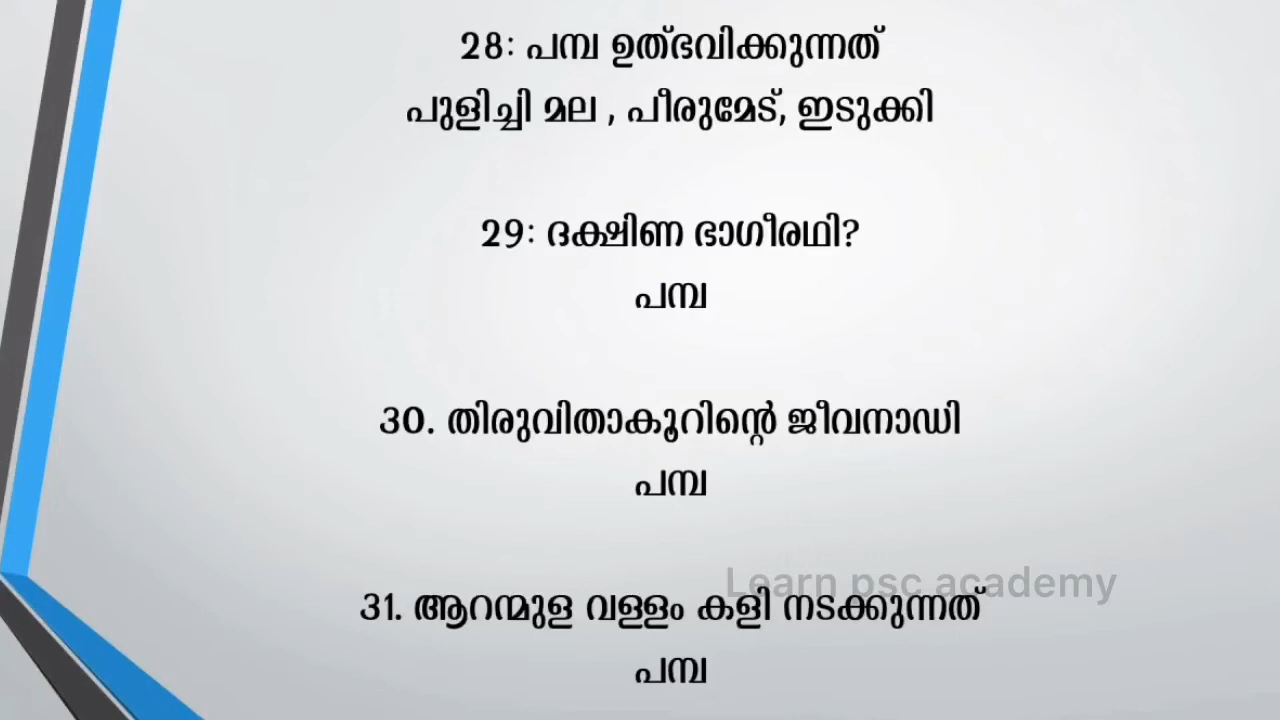 28: പമ്പ ഉത്ഭവിക്കുന്നത്
പുളിച്ചി മല , പീരുമേട്, ഇടുക്കി
29: ദക്ഷിണ ഭാഗീരഥി?
പമ്പ
30. തിരുവിതാകൂറിന്റെ ജീവനാഡി
പമ്പ
Learn psc academy
31. ആറന്മുള വള്ളം കളി നടക്കുന്നത്
പമ്പ